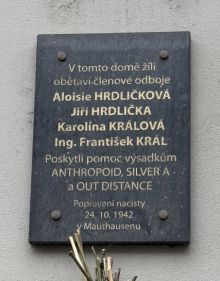 V tomto domě žili
obětaví členové odboje
Aloisie HRDLIČKOVÁ
Jiří HRDLIČKA
Karolína KRÁLOVÁ
Ing. František KRÁL
Poskytli pomoc výsadkům
ANTHROPOID, SILVER A
a OUT DISTANCE
Popraveni nacisty
24. 10. 1942
v Mauthausenu